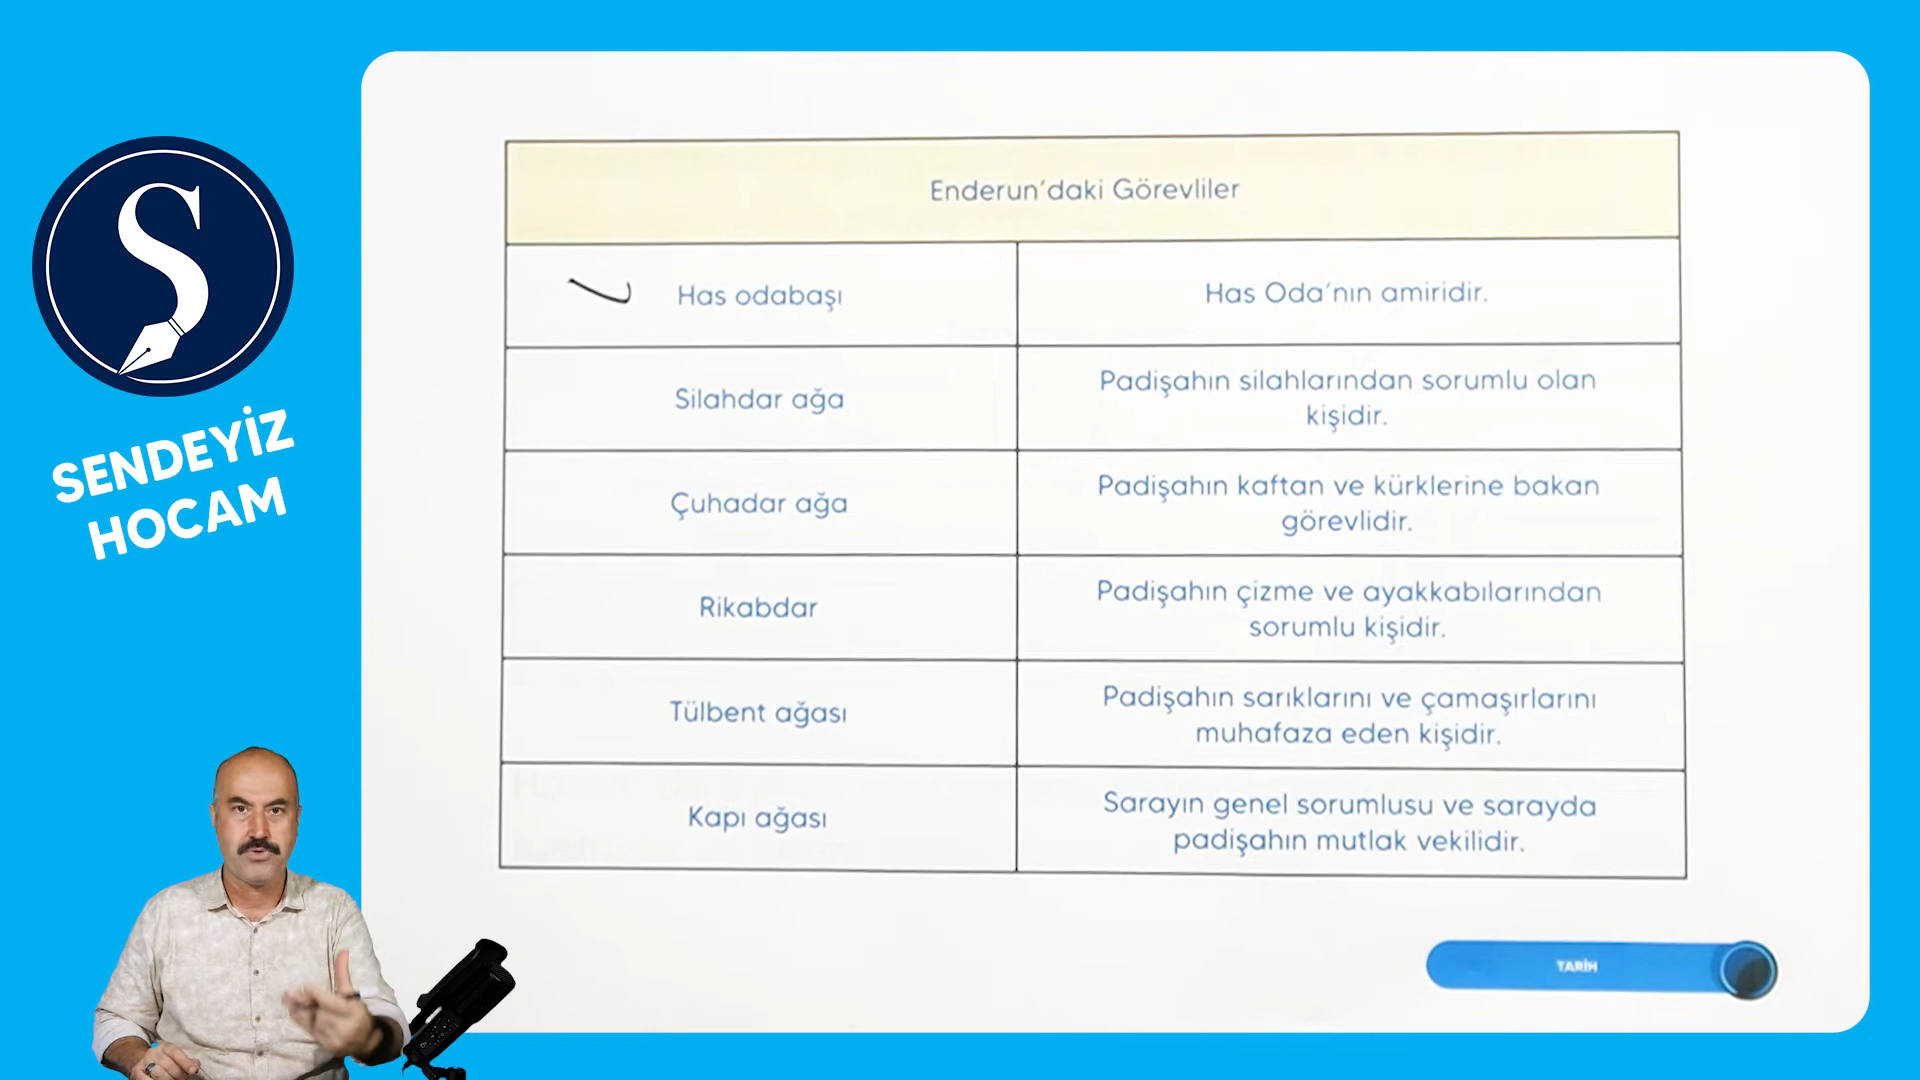 S
SENDEYİZ
HOCAM
Enderun'daki Görevliler
Has odabaşı
Has Oda'nın amiridir.
Silahdar ağa
Padişahın silahlarından sorumlu olan
kişidir.
Çuhadar ağa
Padişahın kaftan ve kürklerine bakan
görevlidir.
Rikabdar
Padişahın çizme ve ayakkabılarından
sorumlu kişidir.
Tülbent ağası
Padişahın sarıklarını ve çamaşırlarını
muhafaza eden kişidir.
Kapı ağası
Sarayın genel sorumlusu ve sarayda
padişahın mutlak vekilidir.
TARİH